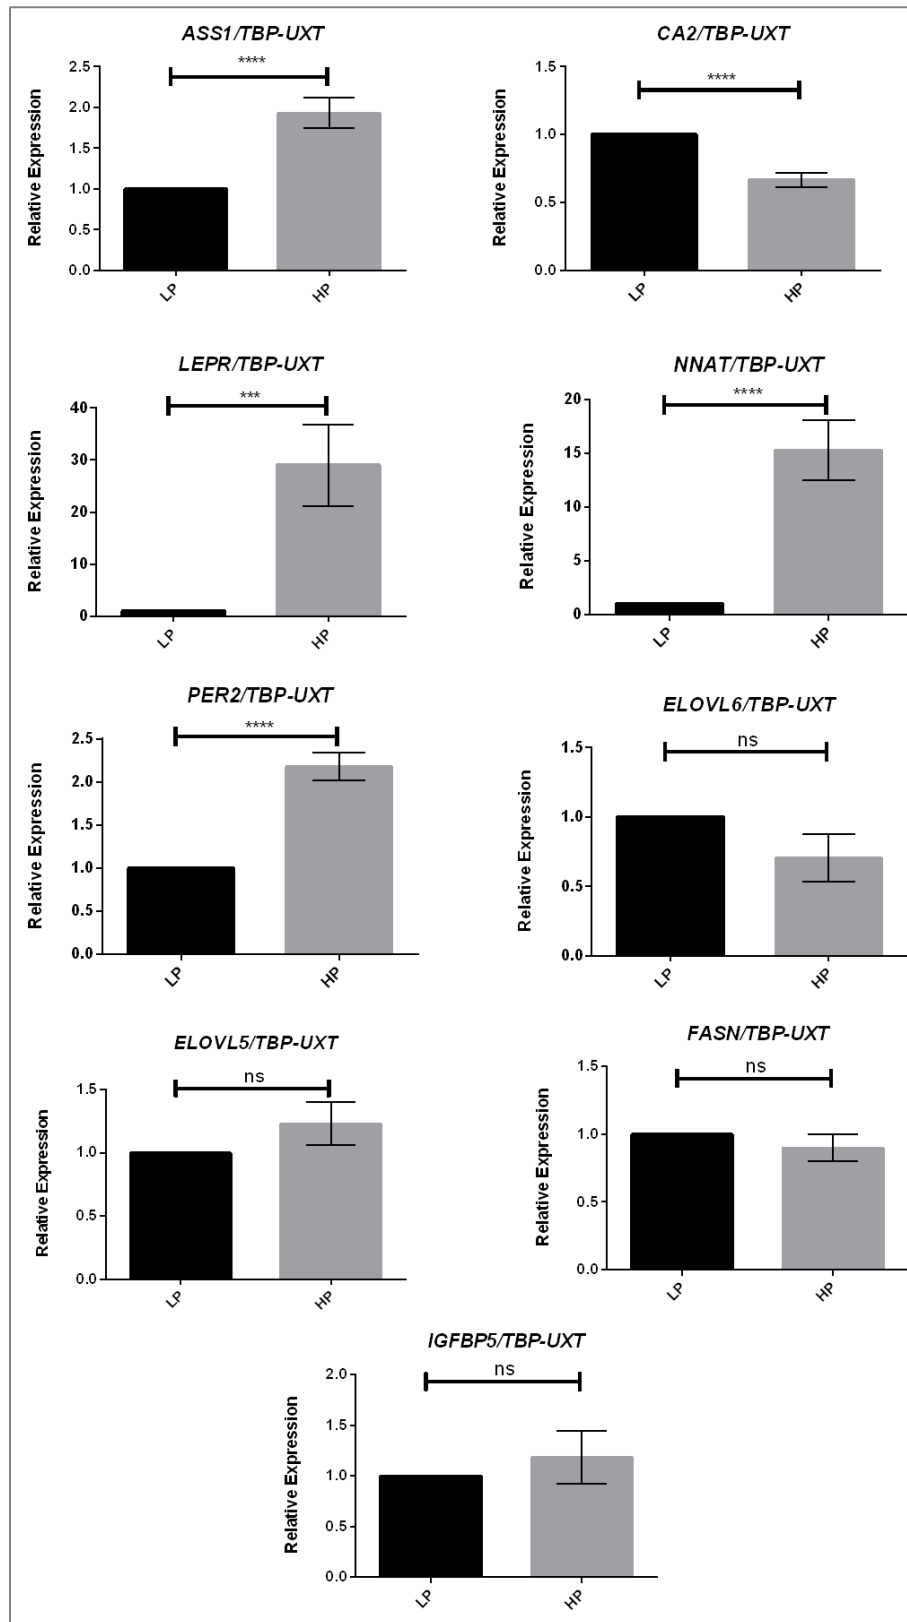 ASS1/TBP-UXT
****
Relative Expression
2.5
2.0
1.5
1.0
0.5
0.0
LP
HP
CA2/TBP-UXT
****
Relative Expression
1.5
1.0
0.5
0.0
LP
HP
LEPR/TBP-UXT
***
Relative Expression
40
30
20
10
0
LP
HP
NNAT/TBP-UXT
****
Relative Expression
20
15
10
5
0
LP
HP
PER2/TBP-UXT
****
Relative Expression
2.5
2.0
1.5
1.0
0.5
0.0
LP
HP
ELOVL6/TBP-UXT
ns
Relative Expression
1.5
1.0
0.5
0.0
LP
HP
ELOVL5/TBP-UXT
ns
Relative Expression
1.5
1.0
0.5
0.0
LP
HP
FASN/TBP-UXT
ns
Relative Expression
1.5
1.0
0.5
0.0
LP
HP
IGFBP5/TBP-UXT
ns
Relative Expression
2.0
1.5
1.0
0.5
0.0
LP
HP